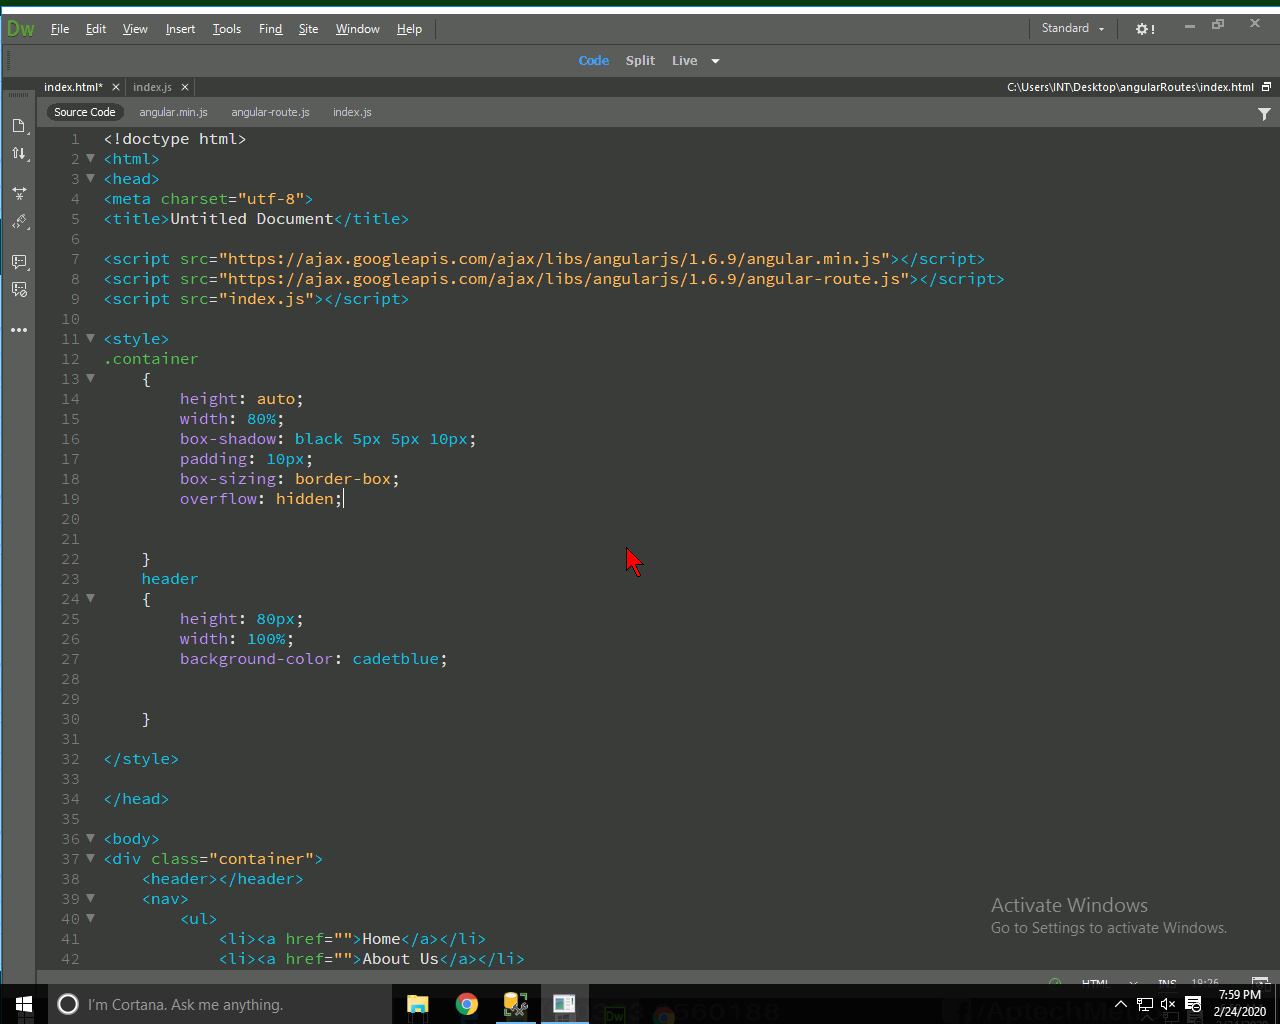 Dw File Edit View Insert Tools Find Site Window Help Standard
Code Split Live
index.html* index.js C:\Users\INT\Desktop\angularRoutes\index.html
Source Code angular.min.js angular-route.js index.js
1 <!doctype html>
2 <html>
3 <head>
4 <meta charset="utf-8">
5 <title>Untitled Document</title>
6
7 <script src="https://ajax.googleapis.com/ajax/libs/angularjs/1.6.9/angular.min.js"></script>
8 <script src="https://ajax.googleapis.com/ajax/libs/angularjs/1.6.9/angular-route.js"></script>
9 <script src="index.js"></script>
10
11 <style>
12 .container
13 {
14 height: auto;
15 width: 80%;
16 box-shadow: black 5px 5px 10px;
17 padding: 10px;
18 box-sizing: border-box;
19 overflow: hidden;
20
21
22 }
23 header
24 {
25 height: 80px;
26 width: 100%;
27 background-color: cadetblue;
28
29
30 }
31
32 </style>
33
34 </head>
35
36 <body>
37 <div class="container">
38 <header></header>
39 <nav>
40 <ul>
41 <li><a href="">Home</a></li>
42 <li><a href="">About Us</a></li>
Activate Windows
Go to Settings to activate Windows.
HTML INS 19:26
I'm Cortana. Ask me anything.
7:59 PM
2/24/2020